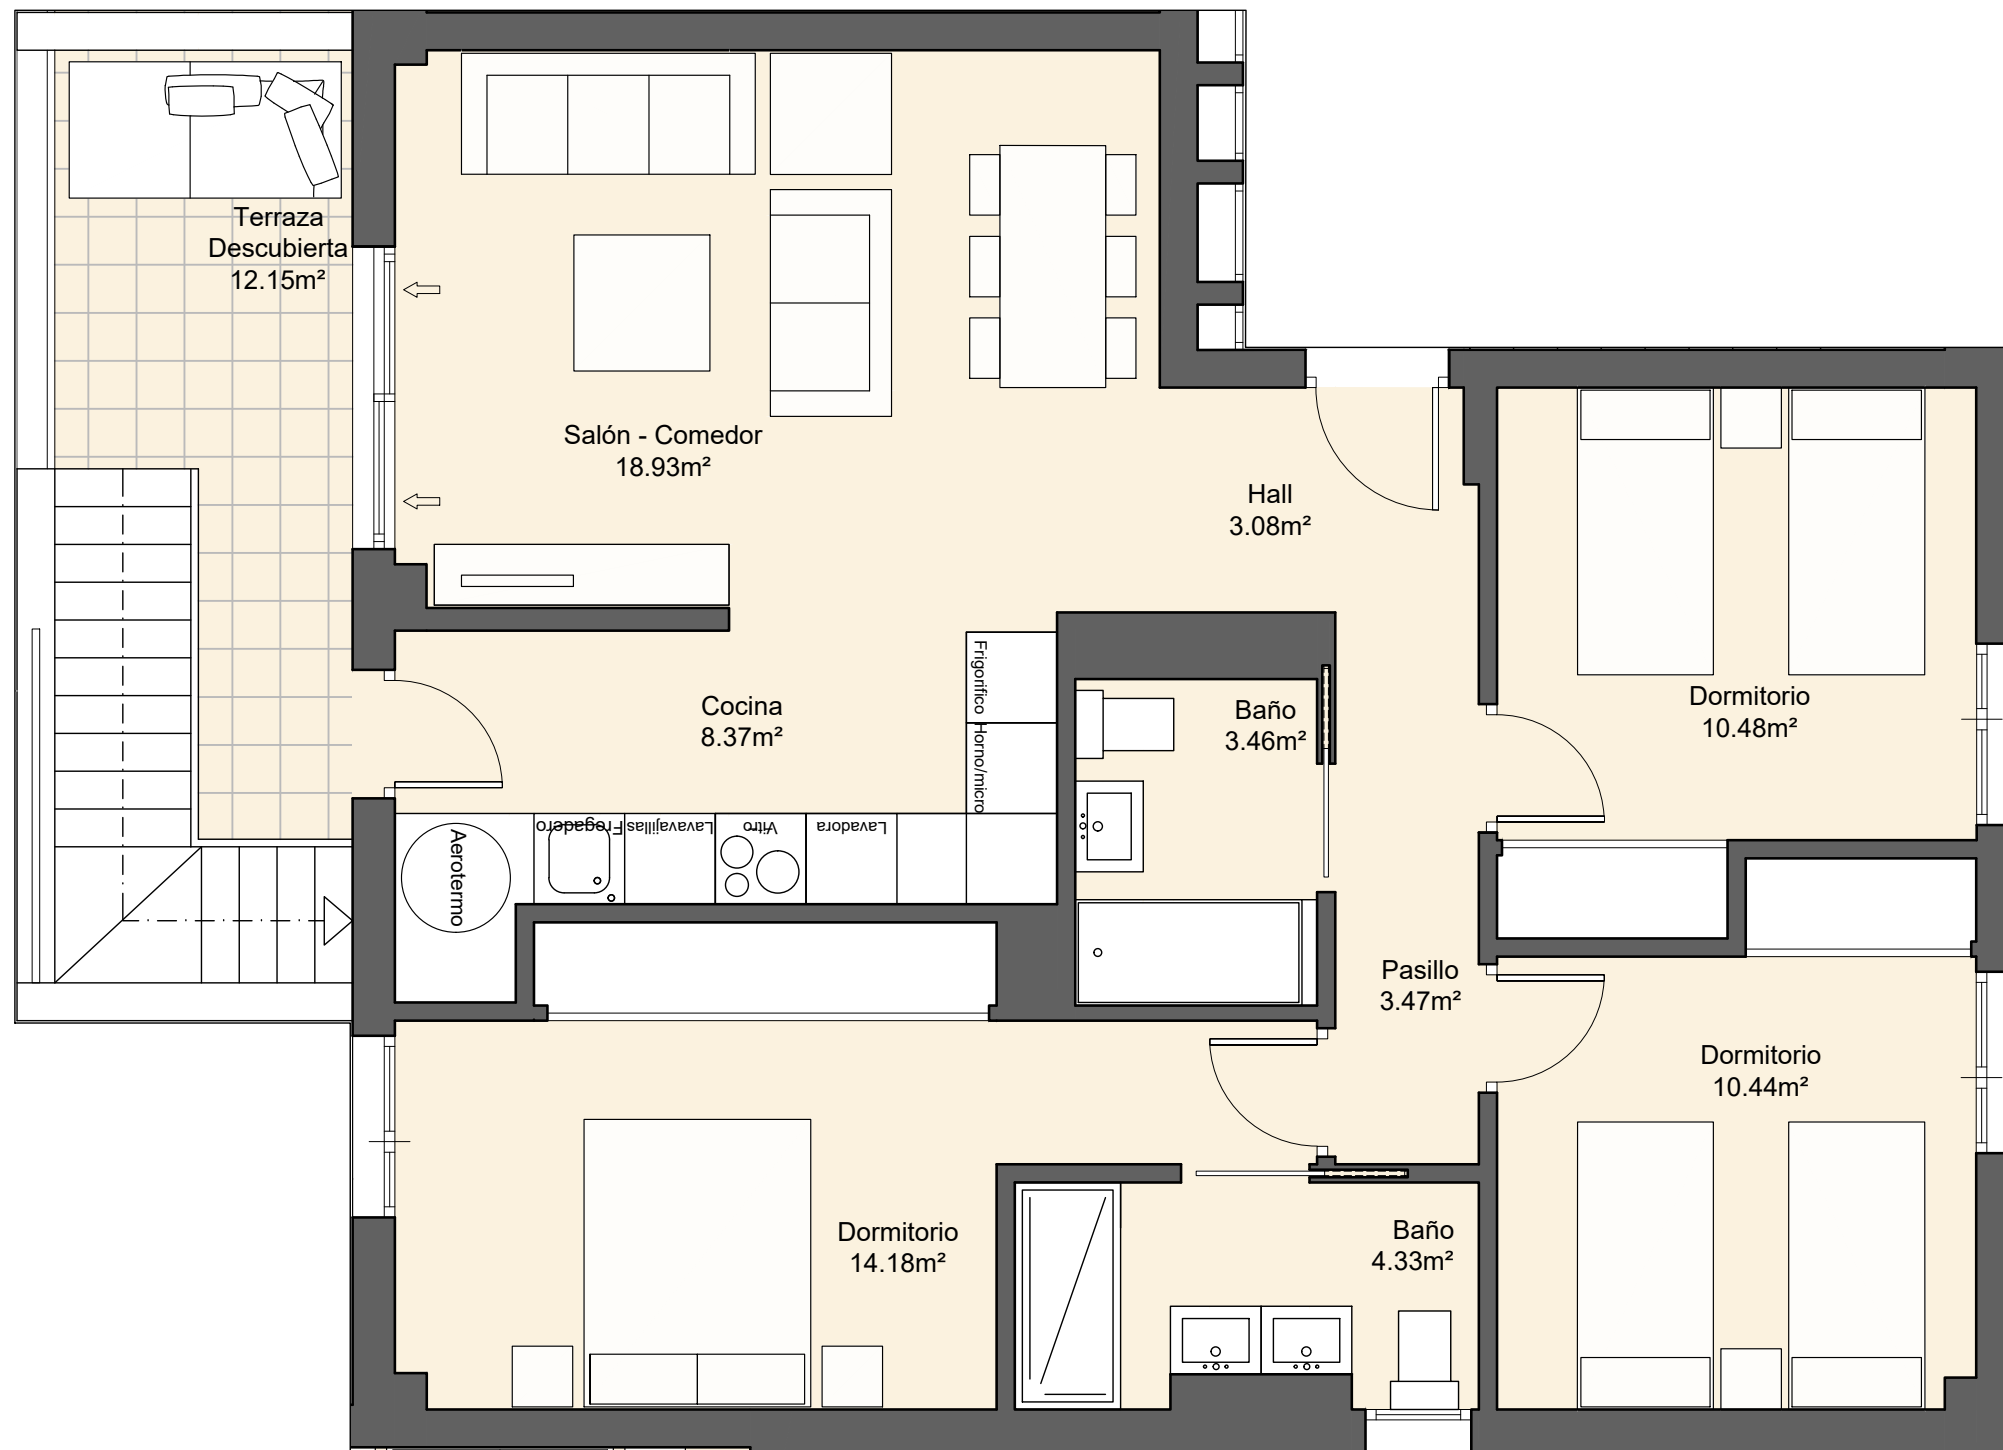 Terraza
Descubierta
12.15m²
Salón - Comedor
18.93m²
Hall
3.08m²
Cocina
8.37m²
Frigorifico
Horno/micro
Baño
3.46m²
Dormitorio
10.48m²
Aerotermo
Fregadero
Lavavajillas
Vitro
Lavadora
Pasillo
3.47m²
Dormitorio
10.44m²
Dormitorio
14.18m²
Baño
4.33m²